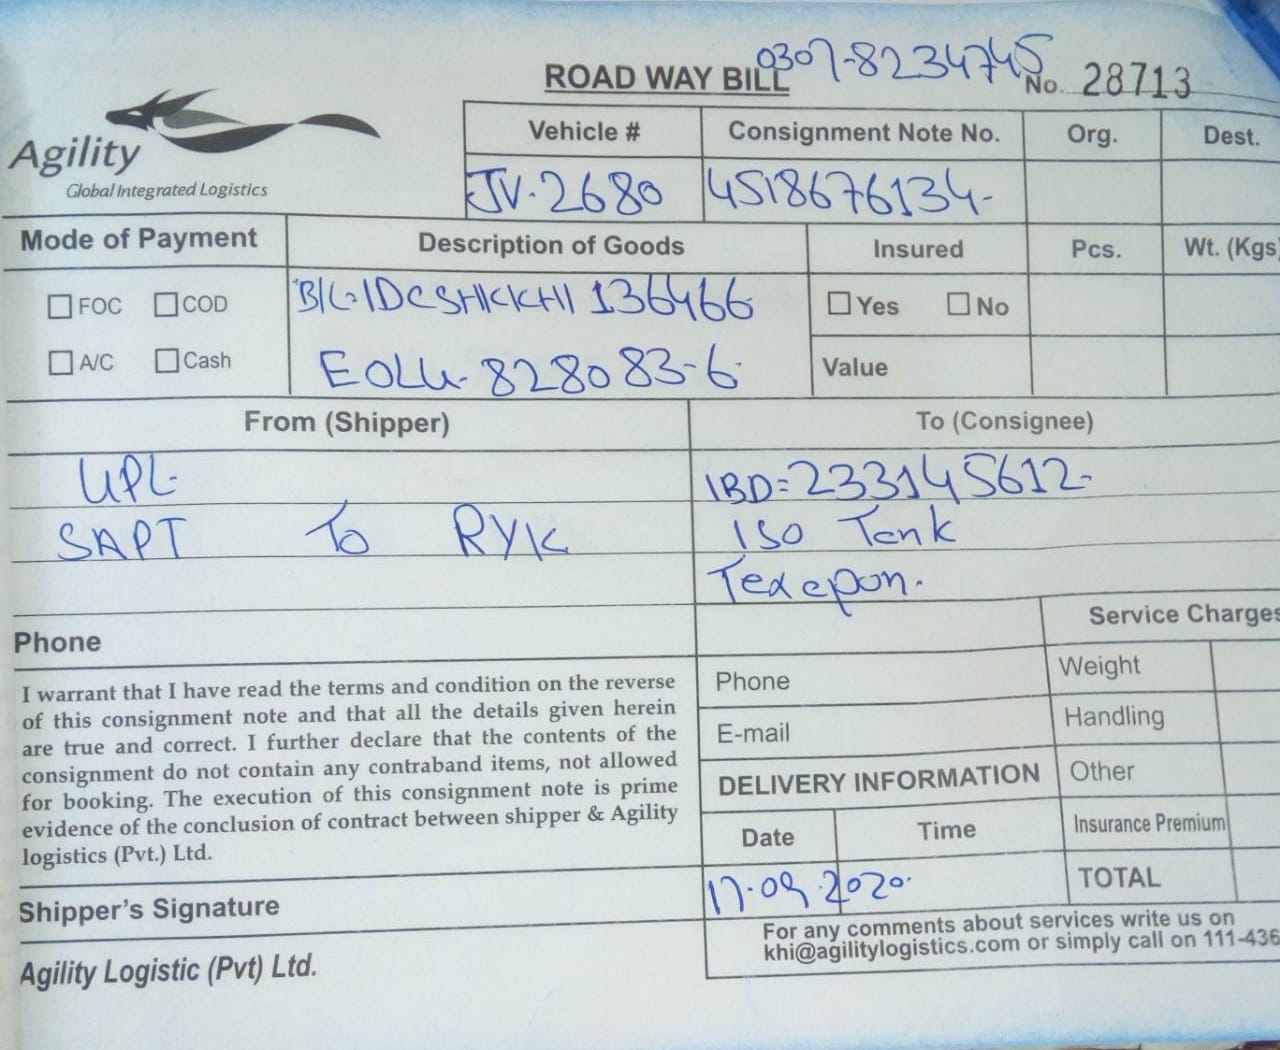 0307-8234745
ROAD WAY BILL No. 28713
Agility
Global Integrated Logistics
Vehicle # Consignment Note No. Org. Dest.
JV-2680 4518676134-
Mode of Payment Description of Goods Insured Pcs. Wt. (Kgs)
FOC COD B/L-IDCSHKKHI 136466 Yes No
A/C Cash EOLU-828083-6 Value
From (Shipper) To (Consignee)
UPL IBD=233145612-
SAPT To RYK ISO Tank
Texapon.
Phone Service Charges
I warrant that I have read the terms and condition on the reverse
of this consignment note and that all the details given herein
are true and correct. I further declare that the contents of the
consignment do not contain any contraband items, not allowed
for booking. The execution of this consignment note is prime
evidence of the conclusion of contract between shipper & Agility
logistics (Pvt.) Ltd.
Phone Weight
E-mail Handling
DELIVERY INFORMATION Other
Date Time Insurance Premium
17.09.2020. TOTAL
Shipper's Signature
For any comments about services write us on
khi@agilitylogistics.com or simply call on 111-436
Agility Logistic (Pvt) Ltd.